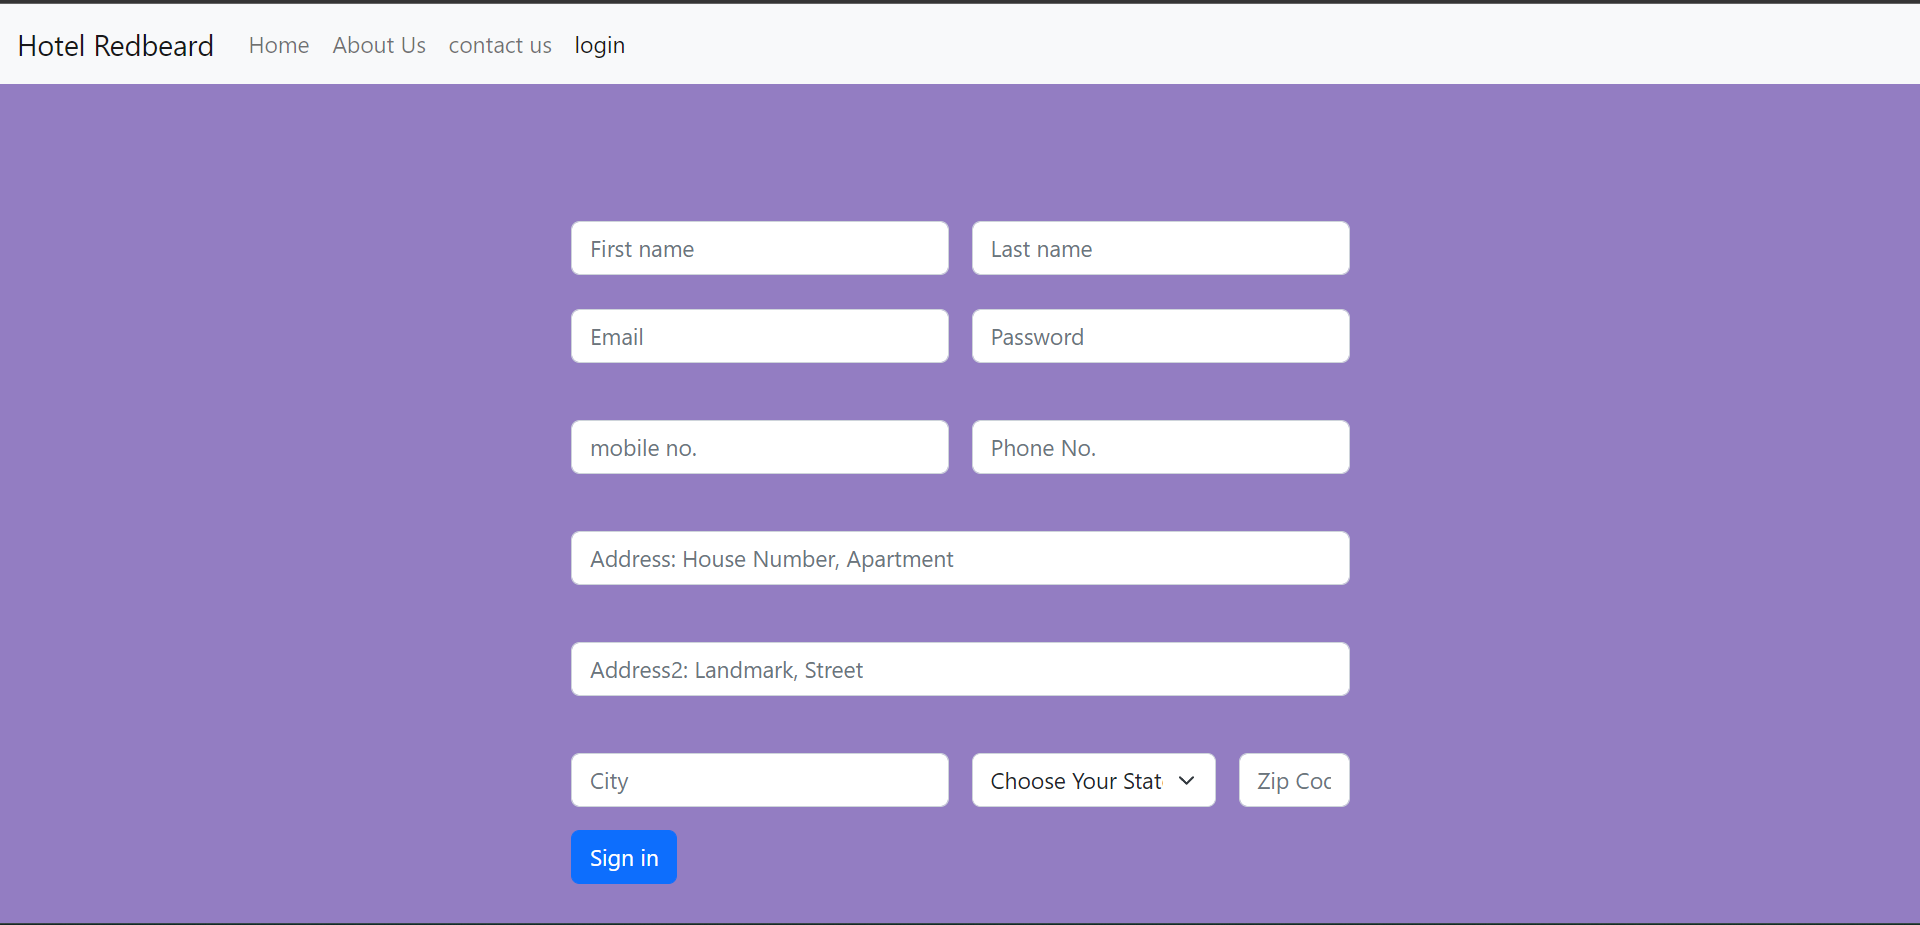 Hotel Redbeard Home About Us contact us login
First name Last name
Email Password
mobile no. Phone No.
Address: House Number, Apartment
Address2: Landmark, Street
City Choose Your Stat Zip Coc
Sign in